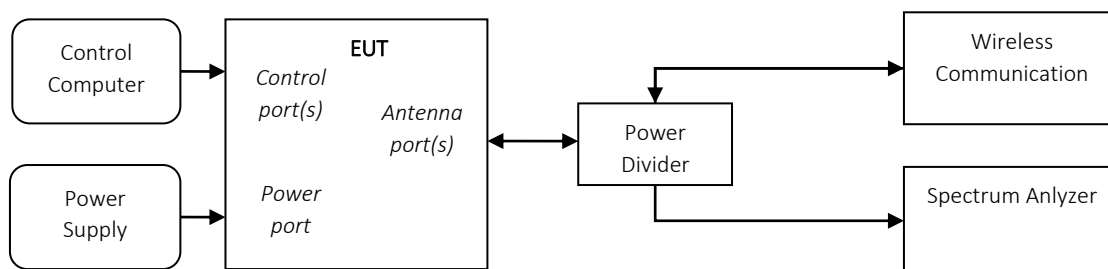 Control
Computer
Power
Supply
EUT
Control
port(s)
Antenna
port(s)
Power
port
Power
Divider
Wireless
Communication
Spectrum Anlyzer